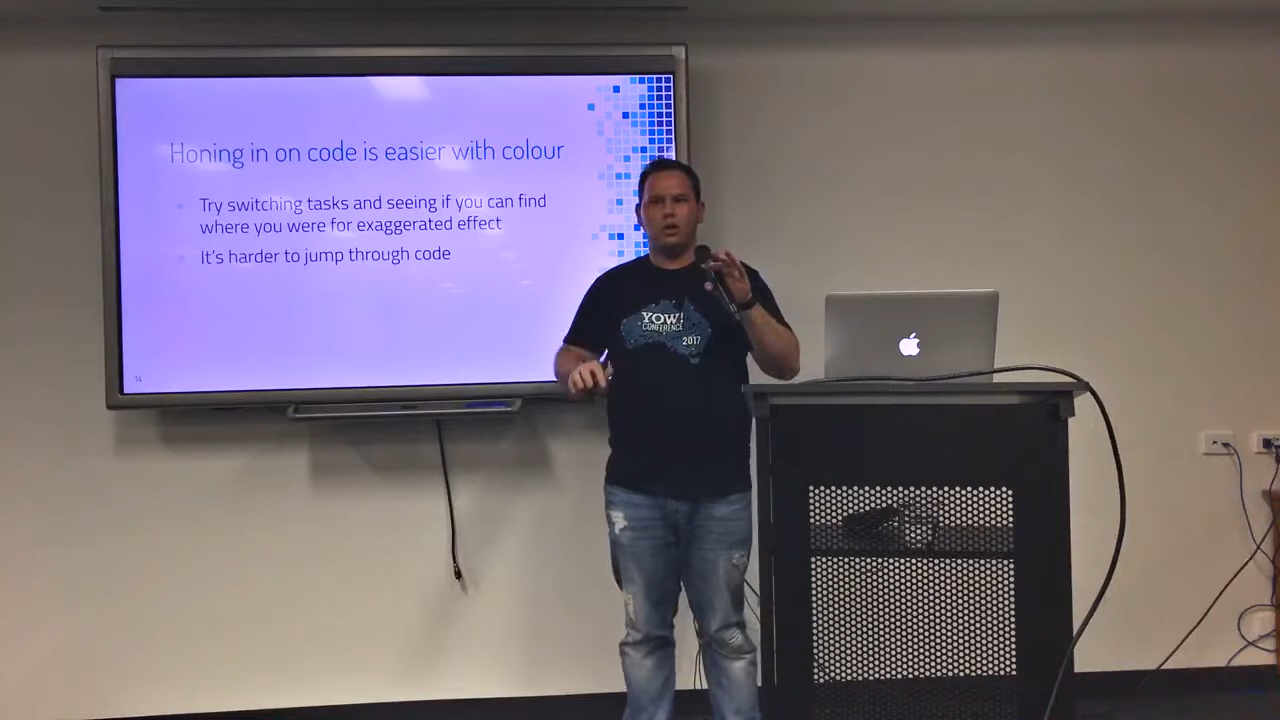 Honing in on code is easier with colour
Try switching tasks and seeing if you can find
where you were for exaggerated effect
It's harder to jump through code
14
YOW!
CONFERENCE
2017